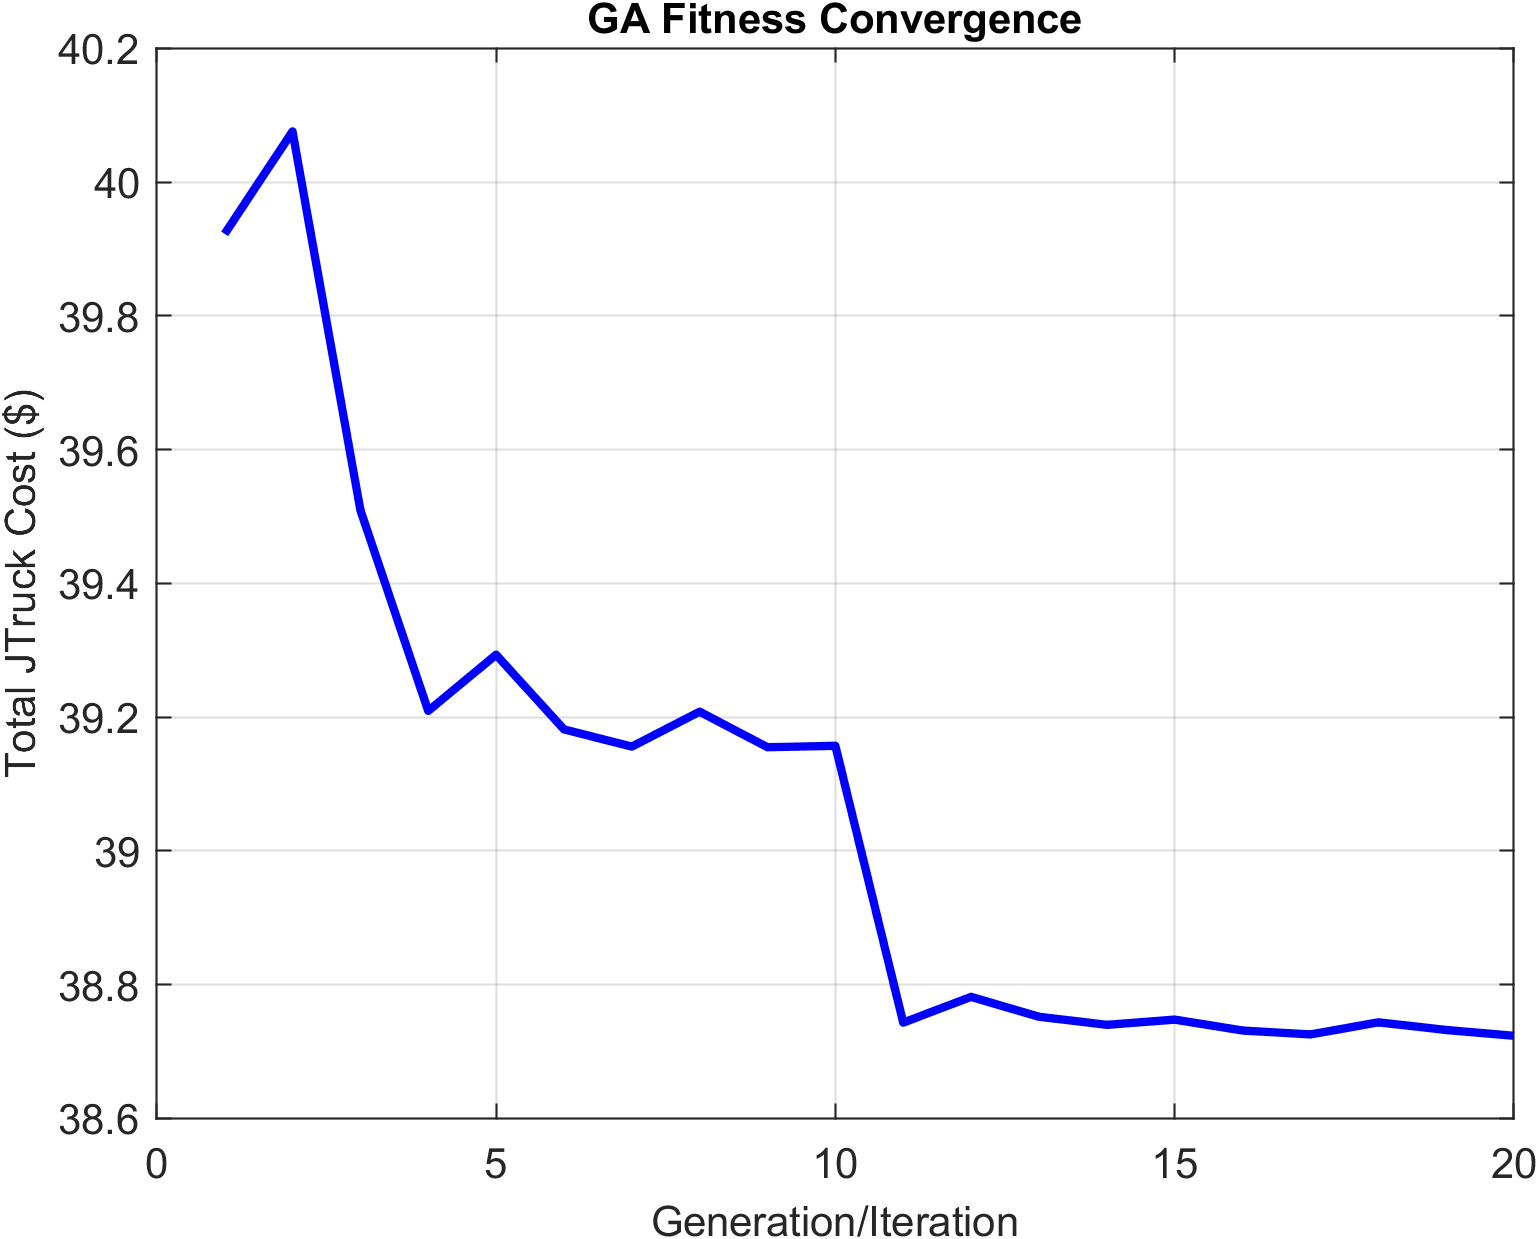 GA Fitness Convergence
40.2
40
39.8
39.6
39.4
39.2
39
38.8
38.6
Total JTruck Cost ($)
0 5 10 15 20
Generation/Iteration